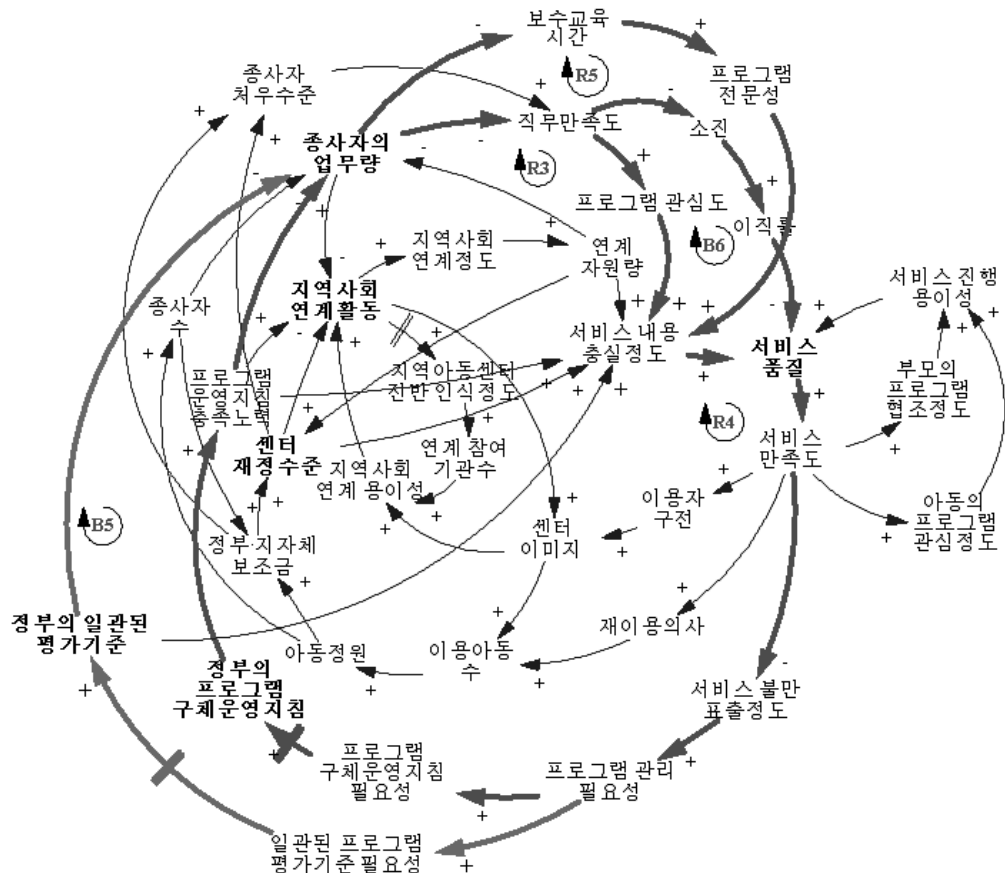 보수교육
시간
R5
프로그램
전문성
종사자
처우수준
직무만족도
소진
종사자의
업무량
R3
프로그램 관심도
이직률
B6
지역사회
연계정도
연계
자원량
지역사회
연계활동
서비스 진행
용이성
종사자
수
서비스 내용
충실정도
서비스
품질
프로그램
운영지침
충족노력
지역아동센터
전반 인식정도
부모의
프로그램
협조정도
R4
센터
재정수준
연계 참여
기관수
지역사회
연계 용이성
서비스
만족도
이용자
구전
아동의
프로그램
관심정도
B5
정부·지자체
보조금
센터
이미지
정부의 일관된
평가기준
아동정원
이용아동
수
재이용의사
정부의
프로그램
구체운영지침
서비스 불만
표출정도
프로그램
구체운영지침
필요성
프로그램 관리
필요성
일관된 프로그램
평가기준 필요성